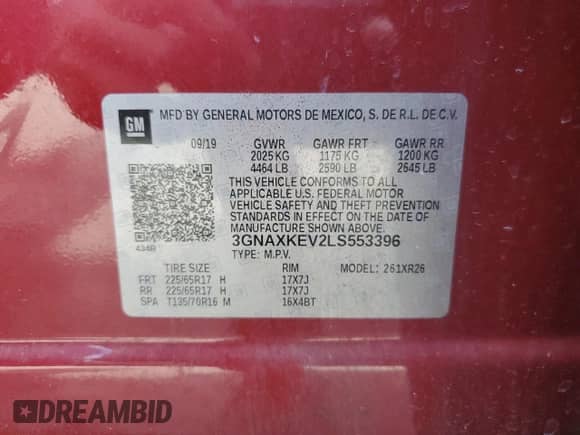 GM
MFD BY GENERAL MOTORS DE MEXICO, S. DE R.L. DE C.V.
09/19 GVWR GAWR FRT GAWR RR
2025 KG 1175 KG 1200 KG
4464 LB 2590 LB 2645 LB
THIS VEHICLE CONFORMS TO ALL
APPLICABLE U.S. FEDERAL MOTOR
VEHICLE SAFETY AND THEFT PREVENTION
STANDARDS IN EFFECT ON THE DATE OF
MANUFACTURE SHOWN ABOVE.
434R
3GNAXKEV2LS553396
TYPE: M.P.V.
TIRE SIZE RIM MODEL: 261XR26
FRT 225/65R17 H 17X7J
RR 225/65R17 H 17X7J
SPA T135/70R16 M 16X4BT
DREAMBID